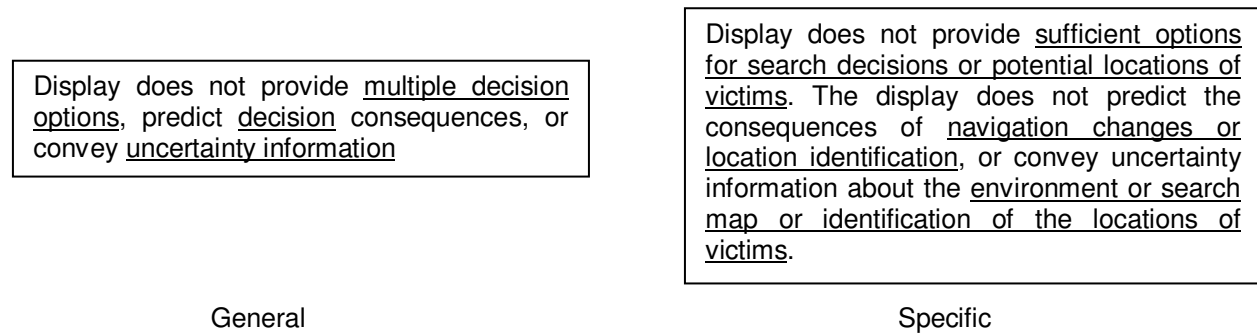 Display does not provide multiple decision
options, predict decision consequences, or
convey uncertainty information
General
Display does not provide sufficient options
for search decisions or potential locations of
victims. The display does not predict the
consequences of navigation changes or
location identification, or convey uncertainty
information about the environment or search
map or identification of the locations of
victims.
Specific